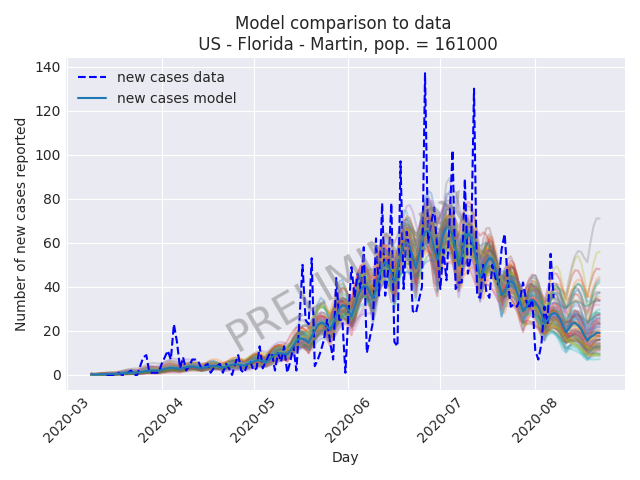 Model comparison to data
US - Florida - Martin, pop. = 161000
new cases data
new cases model
Number of new cases reported
140
120
100
80
60
40
20
0
PRELIMINARY
2020-03
2020-04
2020-05
2020-06
2020-07
2020-08
Day